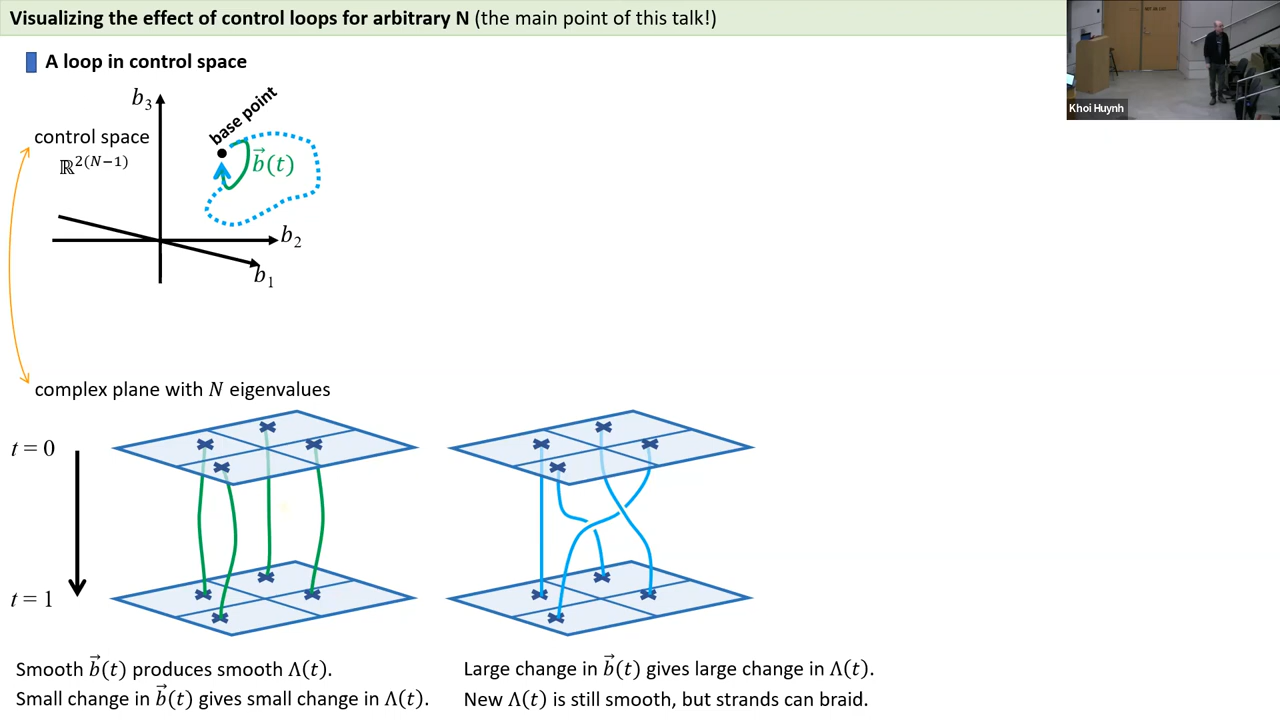 Visualizing the effect of control loops for arbitrary N (the main point of this talk!)
A loop in control space
b₃
base point
control space
ℝ²⁽ᴺ⁻¹⁾
b⃗(t)
b₂
b₁
complex plane with N eigenvalues
t = 0
t = 1
Smooth b⃗(t) produces smooth Λ(t).
Small change in b⃗(t) gives small change in Λ(t).
Large change in b⃗(t) gives large change in Λ(t).
New Λ(t) is still smooth, but strands can braid.
Khoi Huynh